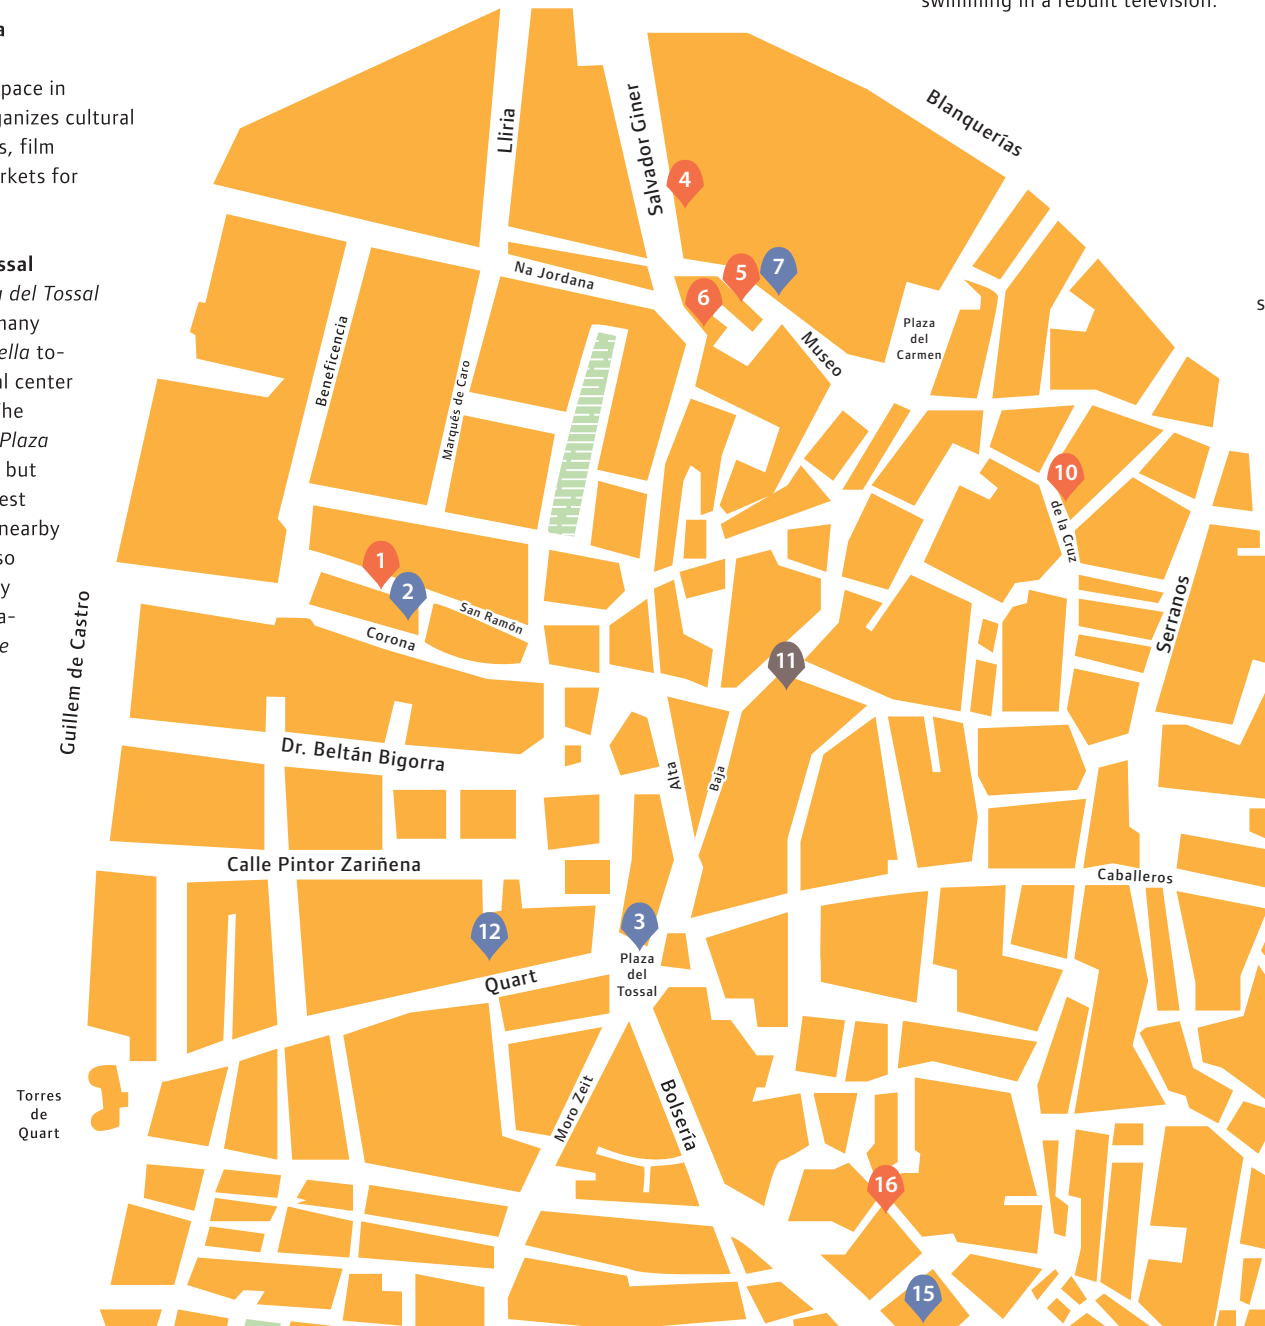 a
pace in
ganizes cultural
s, film
rkets for
ssal
a del Tossal
many
ella to-
al center
The
Plaza
but
est
nearby
so
y
a-
e
swimming in a rebuilt television.
s
Blanquerías
Lliria
Salvador Giner
4
5
7
6
Na Jordana
Plaza
del
Carmen
Museo
Beneficencia
Marqués de Caro
10
de la Cruz
1
2
San Ramón
Corona
Serranos
Guillem de Castro
11
Dr. Beltán Bigorra
Alta
Baja
Calle Pintor Zariñena
Caballeros
12
3
Plaza
del
Tossal
Quart
Torres
de
Quart
Moro Zeit
Bolsería
16
15